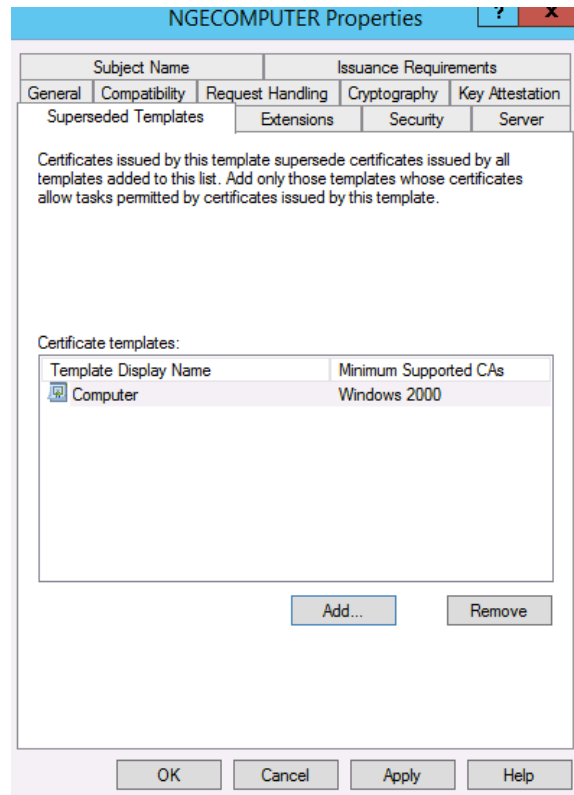 NGECOMPUTER Properties
?
x
Subject Name
Issuance Requirements
General
Compatibility
Request Handling
Cryptography
Key Attestation
Superseded Templates
Extensions
Security
Server
Certificates issued by this template supersede certificates issued by all
templates added to this list. Add only those templates whose certificates
allow tasks permitted by certificates issued by this template.
Certificate templates:
Template Display Name
Minimum Supported CAs
Computer
Windows 2000
Add...
Remove
OK
Cancel
Apply
Help